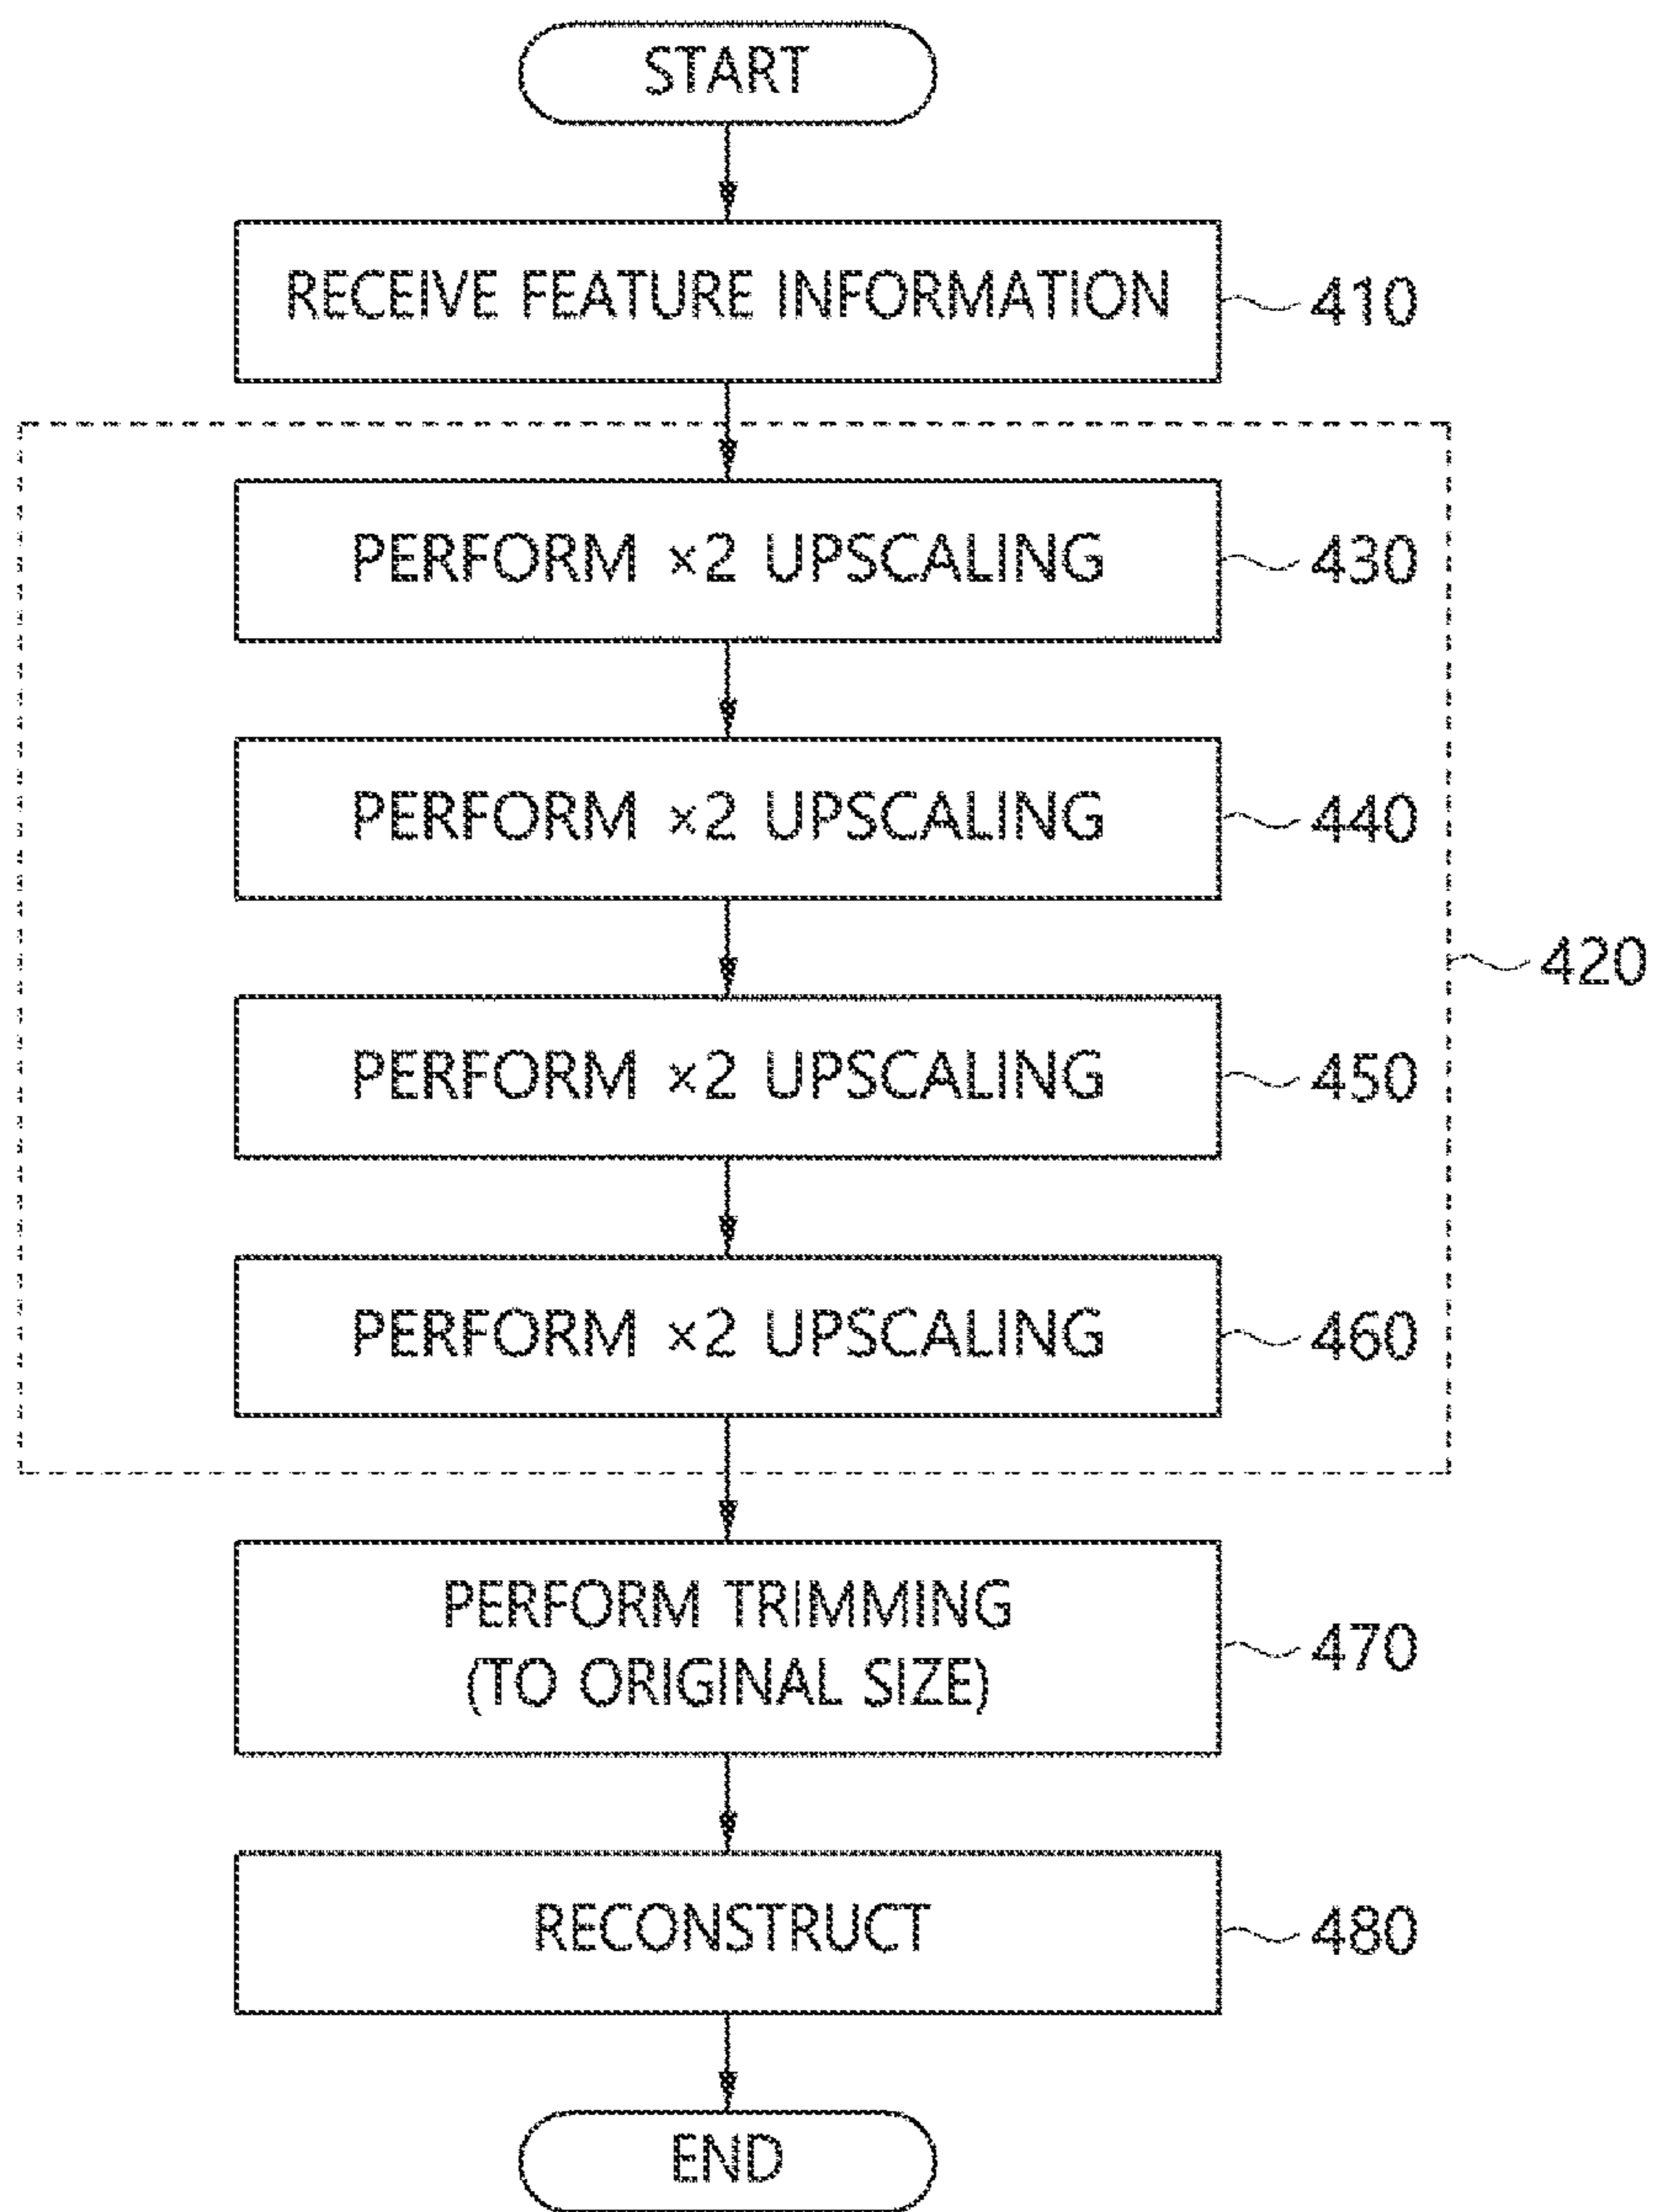 START
RECEIVE FEATURE INFORMATION
410
PERFORM ×2 UPSCALING
430
PERFORM ×2 UPSCALING
440
420
PERFORM ×2 UPSCALING
450
PERFORM ×2 UPSCALING
460
PERFORM TRIMMING
(TO ORIGINAL SIZE)
470
RECONSTRUCT
480
END